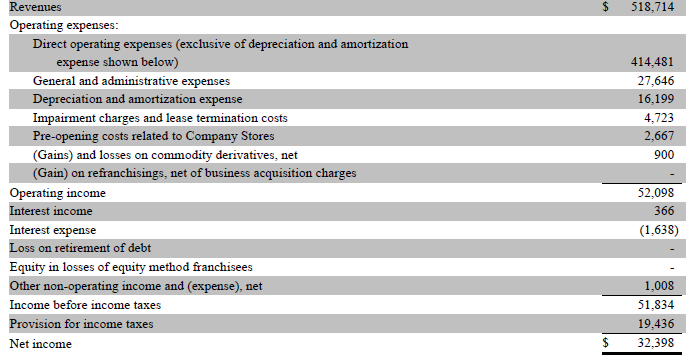 Revenues $ 518,714
Operating expenses:
Direct operating expenses (exclusive of depreciation and amortization
expense shown below) 414,481
General and administrative expenses 27,646
Depreciation and amortization expense 16,199
Impairment charges and lease termination costs 4,723
Pre-opening costs related to Company Stores 2,667
(Gains) and losses on commodity derivatives, net 900
(Gain) on refranchisings, net of business acquisition charges -
Operating income 52,098
Interest income 366
Interest expense (1,638)
Loss on retirement of debt -
Equity in losses of equity method franchisees -
Other non-operating income and (expense), net 1,008
Income before income taxes 51,834
Provision for income taxes 19,436
Net income $ 32,398